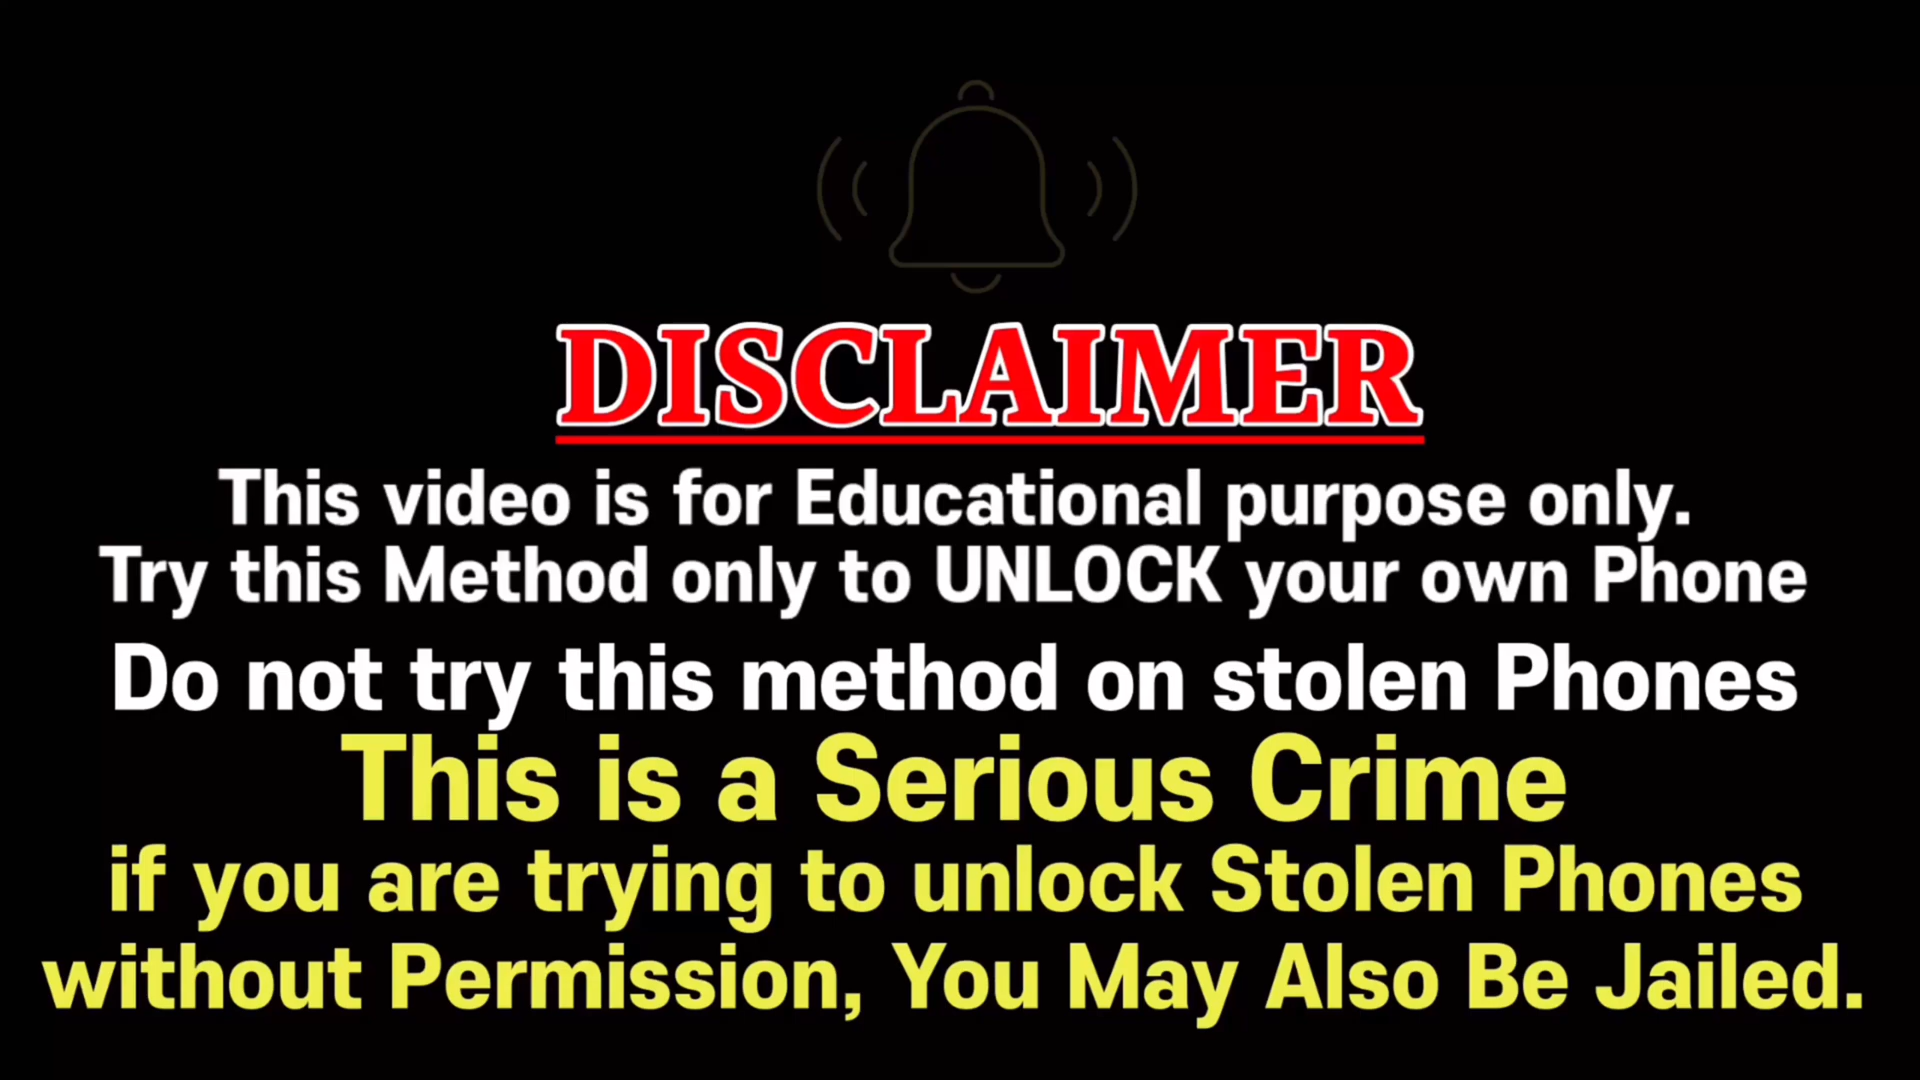 DISCLAIMER
This video is for Educational purpose only.
Try this Method only to UNLOCK your own Phone
Do not try this method on stolen Phones
This is a Serious Crime
if you are trying to unlock Stolen Phones
without Permission, You May Also Be Jailed.